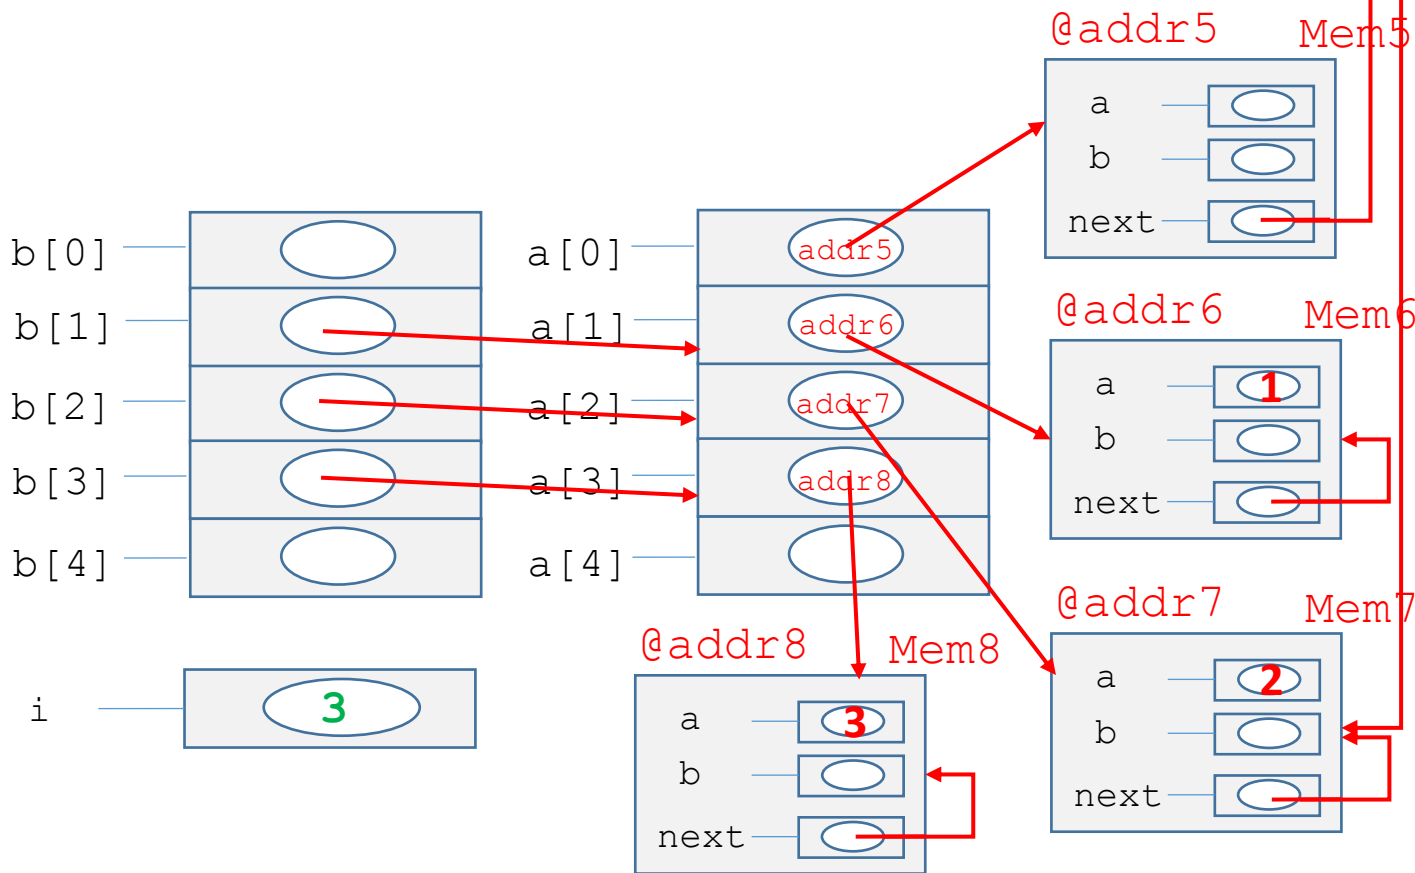 @addr5 Mem5
a
b
next
b[0] a[0] addr5
b[1] a[1] addr6
@addr6 Mem6
a 1
b
next
b[2] a[2] addr7
b[3] a[3] addr8
b[4] a[4]
@addr7 Mem7
a 2
b
next
@addr8 Mem8
a 3
b
next
i 3